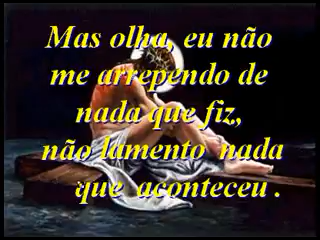 Mas olha, eu não
me arrependo de
nada que fiz,
não lamento nada
que aconteceu .